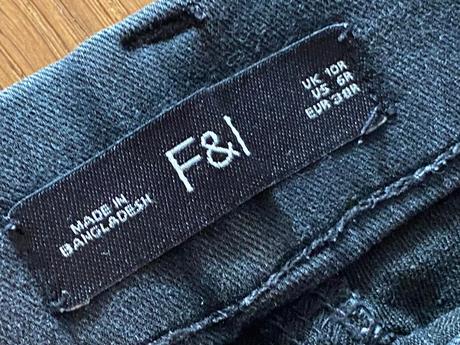 MADE IN
BANGLADESH
F&I
UK 10R
US 6R
EUR 38R